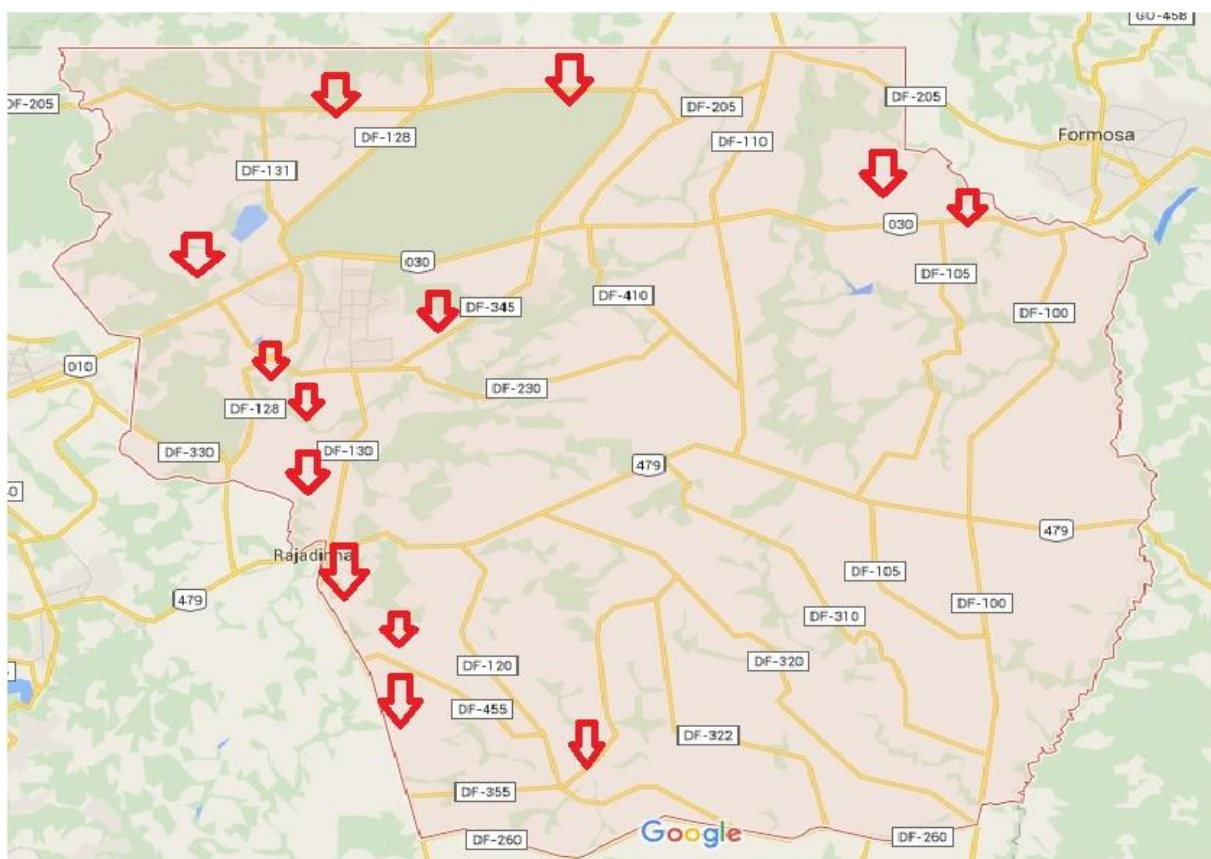 GO-458
DF-205
DF-205
DF-205
Formosa
DF-128
DF-110
DF-131
030
030
DF-105
DF-410
DF-345
DF-100
010
DF-230
DF-128
DF-330
DF-130
479
479
Rajadinha
DF-105
479
DF-100
DF-310
DF-120
DF-320
DF-455
DF-322
DF-355
Google
DF-260
DF-260